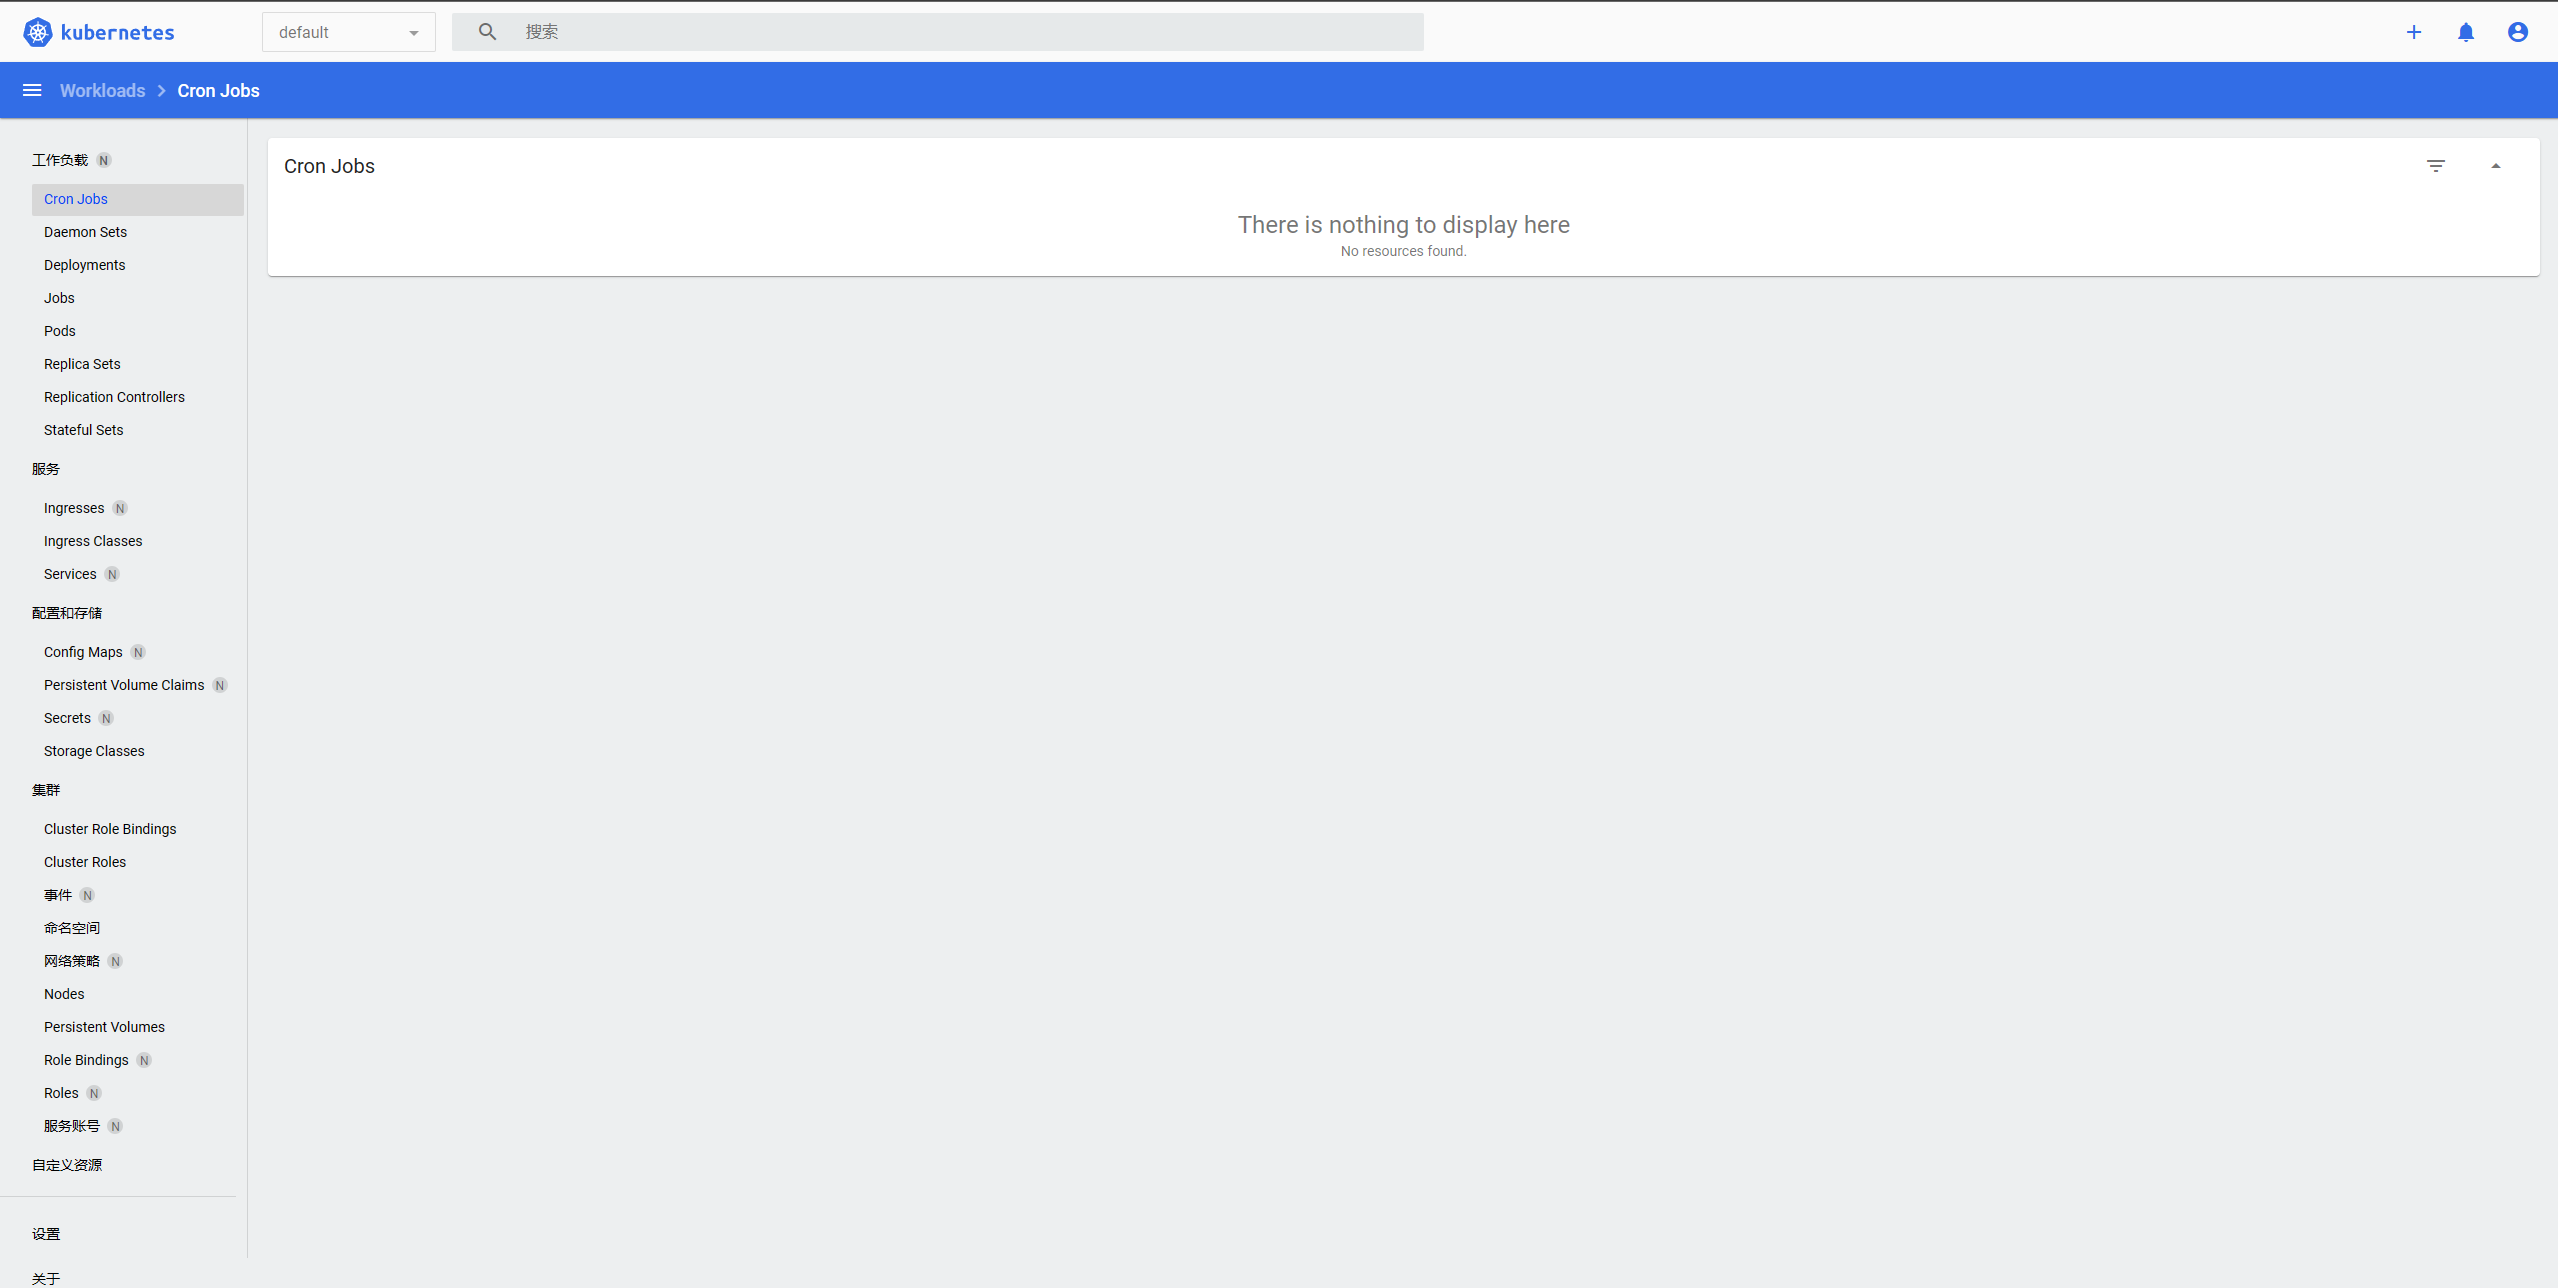 kubernetes
default
搜索
Workloads
Cron Jobs
工作负载 N
Cron Jobs
Daemon Sets
Deployments
Jobs
Pods
Replica Sets
Replication Controllers
Stateful Sets
服务
Ingresses N
Ingress Classes
Services N
配置和存储
Config Maps N
Persistent Volume Claims N
Secrets N
Storage Classes
集群
Cluster Role Bindings
Cluster Roles
事件 N
命名空间
网络策略 N
Nodes
Persistent Volumes
Role Bindings N
Roles N
服务账号 N
自定义资源
设置
关于
Cron Jobs
There is nothing to display here
No resources found.